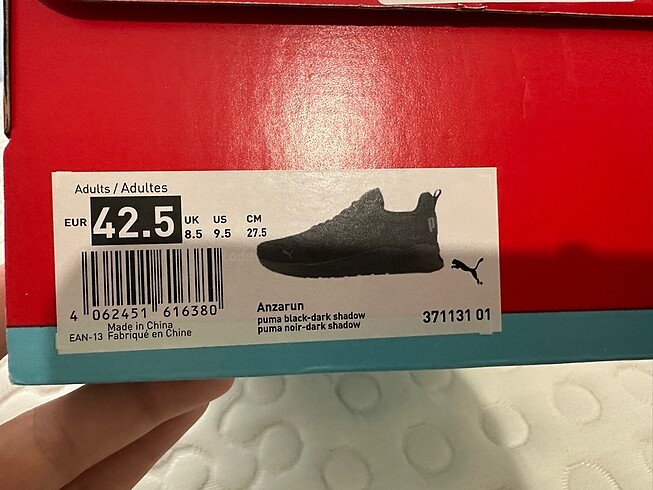 Adults / Adultes
EUR 42.5 UK 8.5 US 9.5 CM 27.5
4 062451 616380
Made in China
EAN-13 Fabriqué en Chine
Anzarun
puma black-dark shadow
puma noir-dark shadow
371131 01